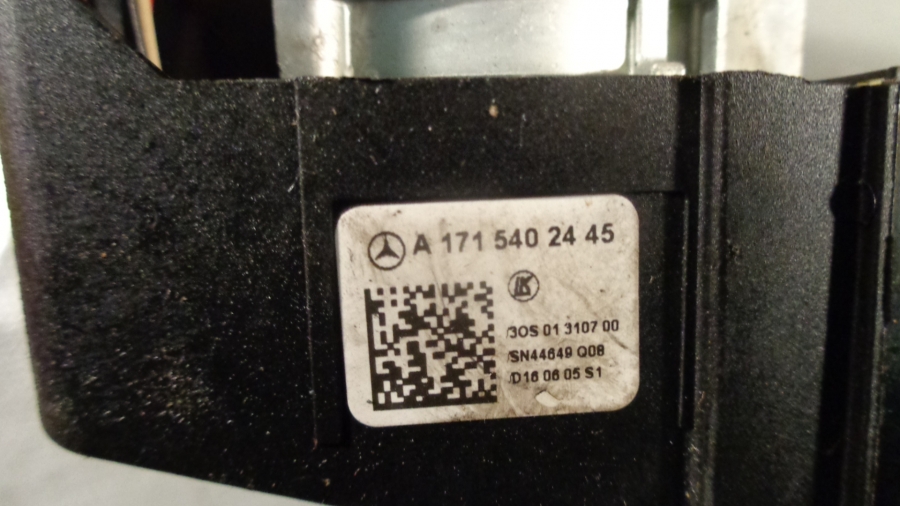 A 171 540 24 45
/3OS 01 3107 00
/SN44649 Q08
/D16 06 05 S1